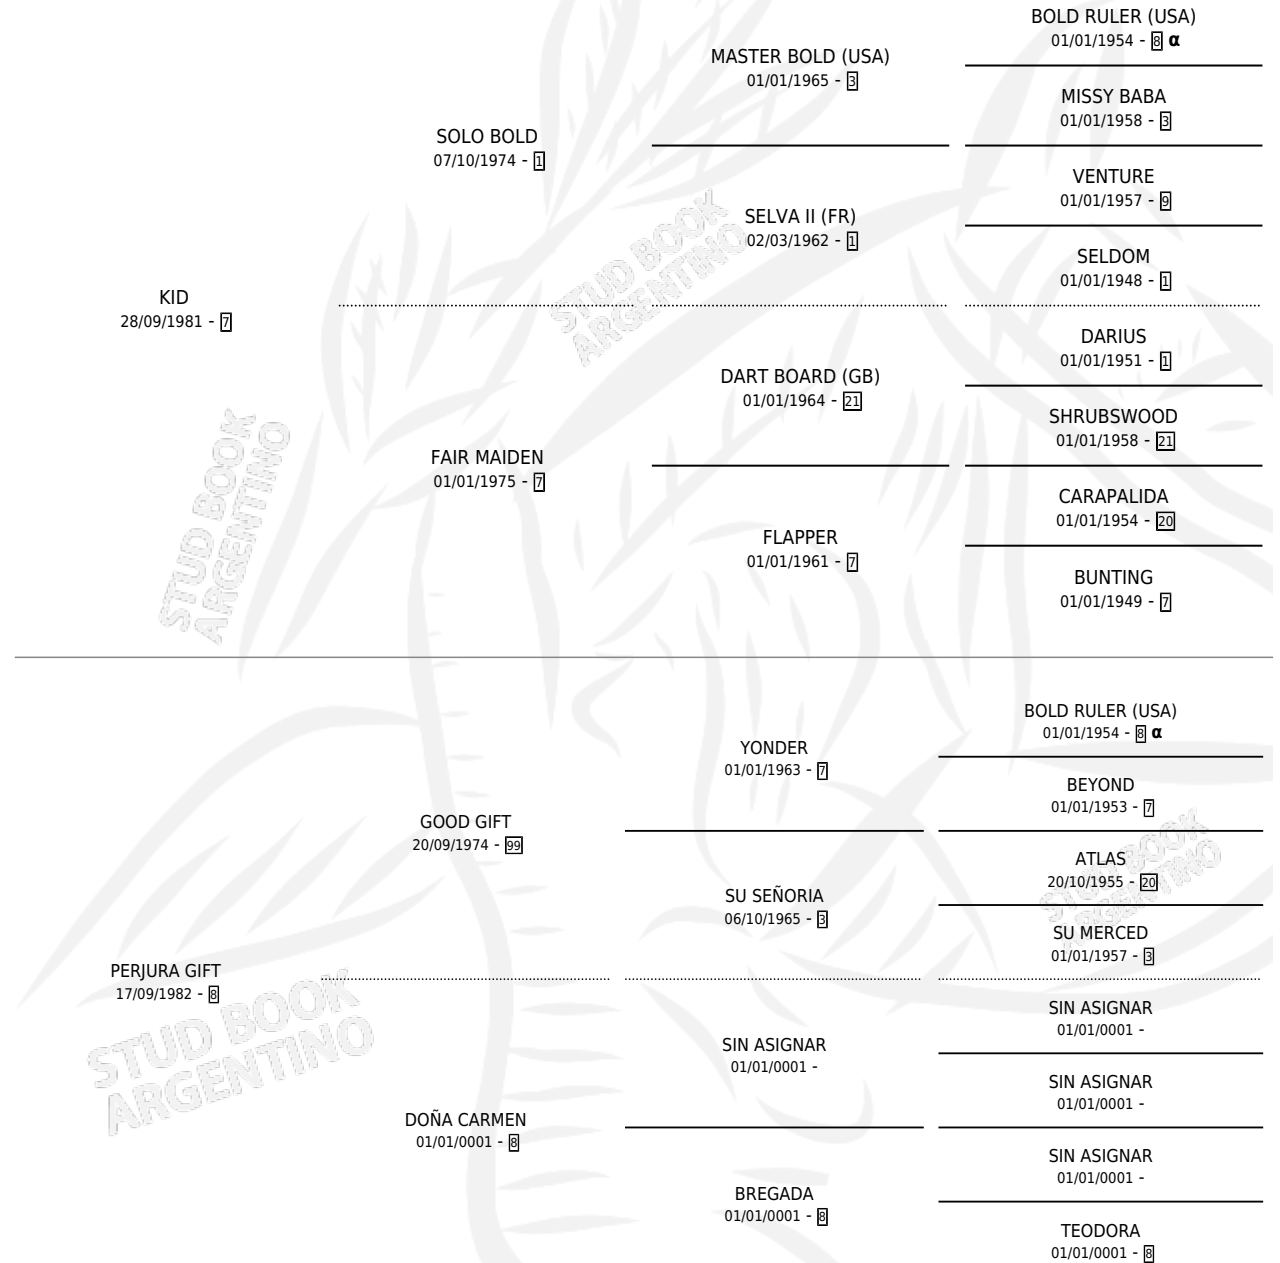 BOLD RULER (USA)
01/01/1954 - 8 α
MASTER BOLD (USA)
01/01/1965 - 3
MISSY BABA
01/01/1958 - 3
SOLO BOLD
07/10/1974 - 1
VENTURE
01/01/1957 - 9
SELVA II (FR)
02/03/1962 - 1
SELDOM
01/01/1948 - 1
KID
28/09/1981 - 7
DARIUS
01/01/1951 - 1
DART BOARD (GB)
01/01/1964 - 21
SHRUBSWOOD
01/01/1958 - 21
FAIR MAIDEN
01/01/1975 - 7
CARAPALIDA
01/01/1954 - 20
FLAPPER
01/01/1961 - 7
BUNTING
01/01/1949 - 7
STUD BOOK
ARGENTINO
STUD BOOK
ARGENTINO
BOLD RULER (USA)
01/01/1954 - 8 α
YONDER
01/01/1963 - 7
BEYOND
01/01/1953 - 7
GOOD GIFT
20/09/1974 - 99
ATLAS
20/10/1955 - 20
SU SEÑORIA
06/10/1965 - 3
SU MERCED
01/01/1957 - 3
PERJURA GIFT
17/09/1982 - 8
SIN ASIGNAR
01/01/0001 -
SIN ASIGNAR
01/01/0001 -
SIN ASIGNAR
01/01/0001 -
DOÑA CARMEN
01/01/0001 - 8
SIN ASIGNAR
01/01/0001 -
BREGADA
01/01/0001 - 8
TEODORA
01/01/0001 - 8
STUD BOOK
ARGENTINO
STUD BOOK
ARGENTINO